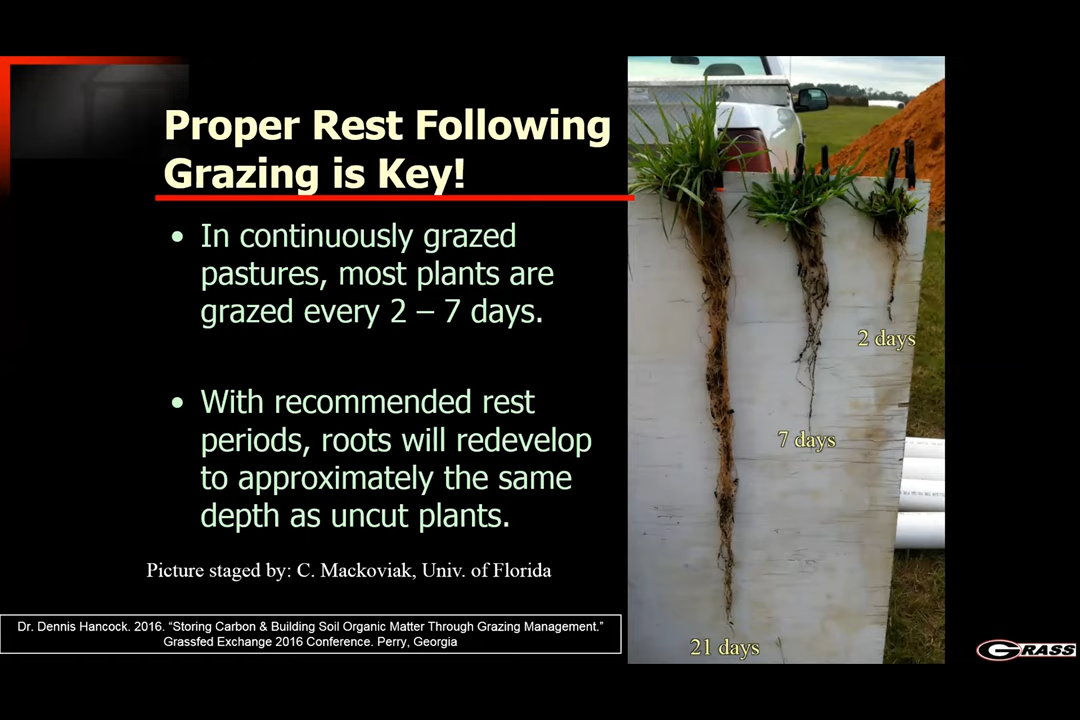 Proper Rest Following
Grazing is Key!
• In continuously grazed
pastures, most plants are
grazed every 2 – 7 days.
• With recommended rest
periods, roots will redevelop
to approximately the same
depth as uncut plants.
Picture staged by: C. Mackoviak, Univ. of Florida
Dr. Dennis Hancock. 2016. “Storing Carbon & Building Soil Organic Matter Through Grazing Management.”
Grassfed Exchange 2016 Conference. Perry, Georgia
2 days
7 days
21 days
GRASS